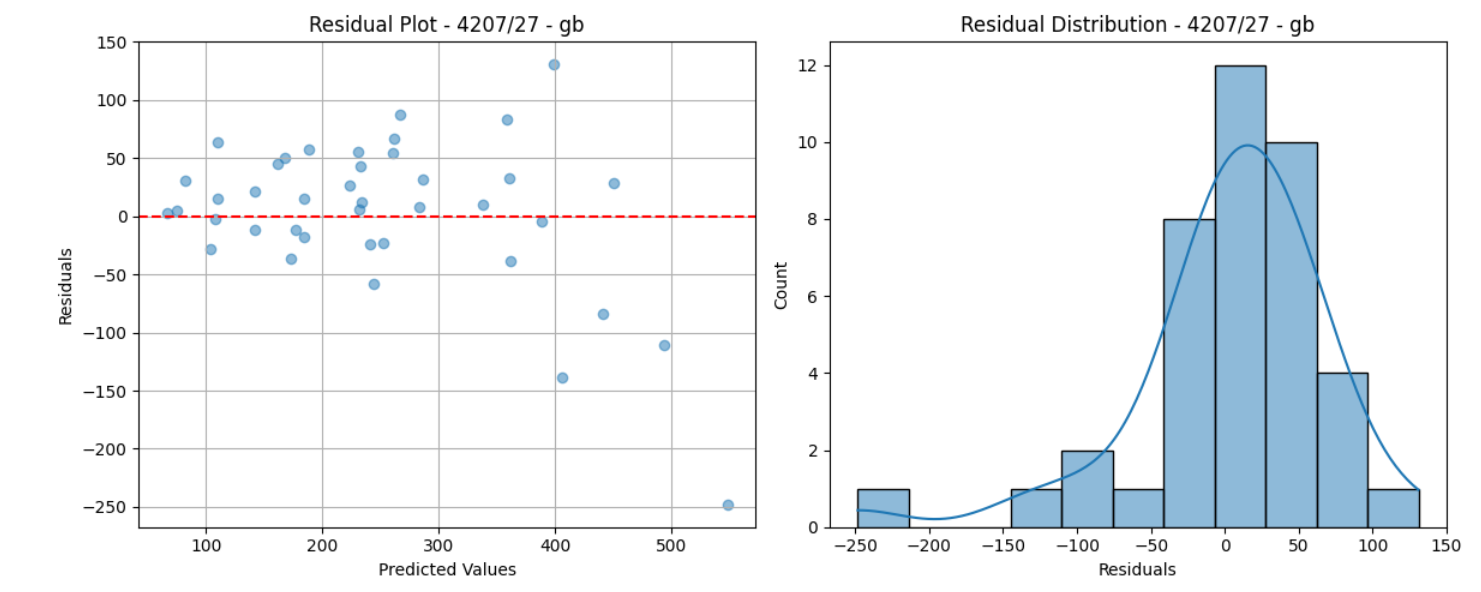 Residual Plot - 4207/27 - gb
150
100
50
0
−50
−100
−150
−200
−250
Residuals
100 200 300 400 500
Predicted Values
Residual Distribution - 4207/27 - gb
12
10
8
6
4
2
0
Count
−250 −200 −150 −100 −50 0 50 100 150
Residuals